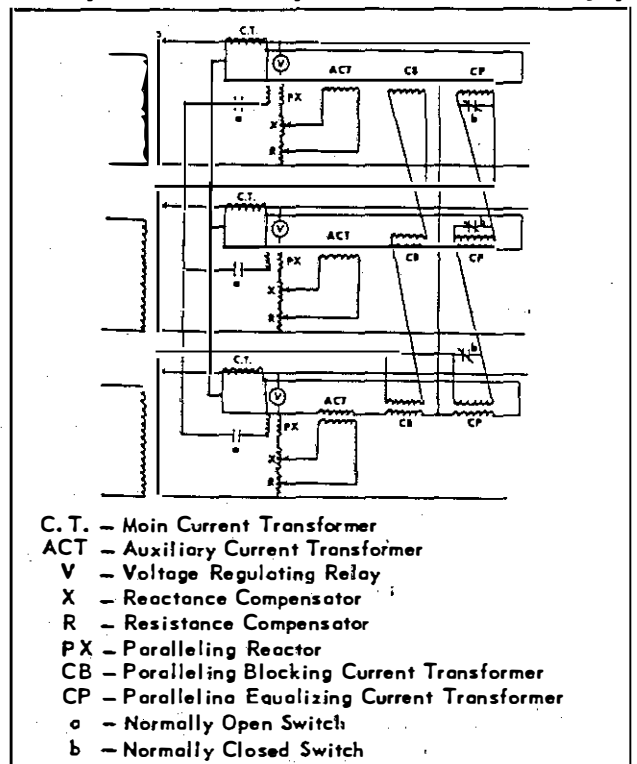 C.T.
V
ACT CB CP
PX
a
b
X
R
C.T.
V
ACT
PX
CB CP
a
X
R
b
C.T.
V
ACT
PX
CB CP
a
X
R
C. T. – Main Current Transformer
ACT – Auxiliary Current Transformer
V – Voltage Regulating Relay
X – Reactance Compensator
R – Resistance Compensator
PX – Paralleling Reactor
CB – Paralleling Blocking Current Transformer
CP – Paralleling Equalizing Current Transformer
a – Normally Open Switch
b – Normally Closed Switch